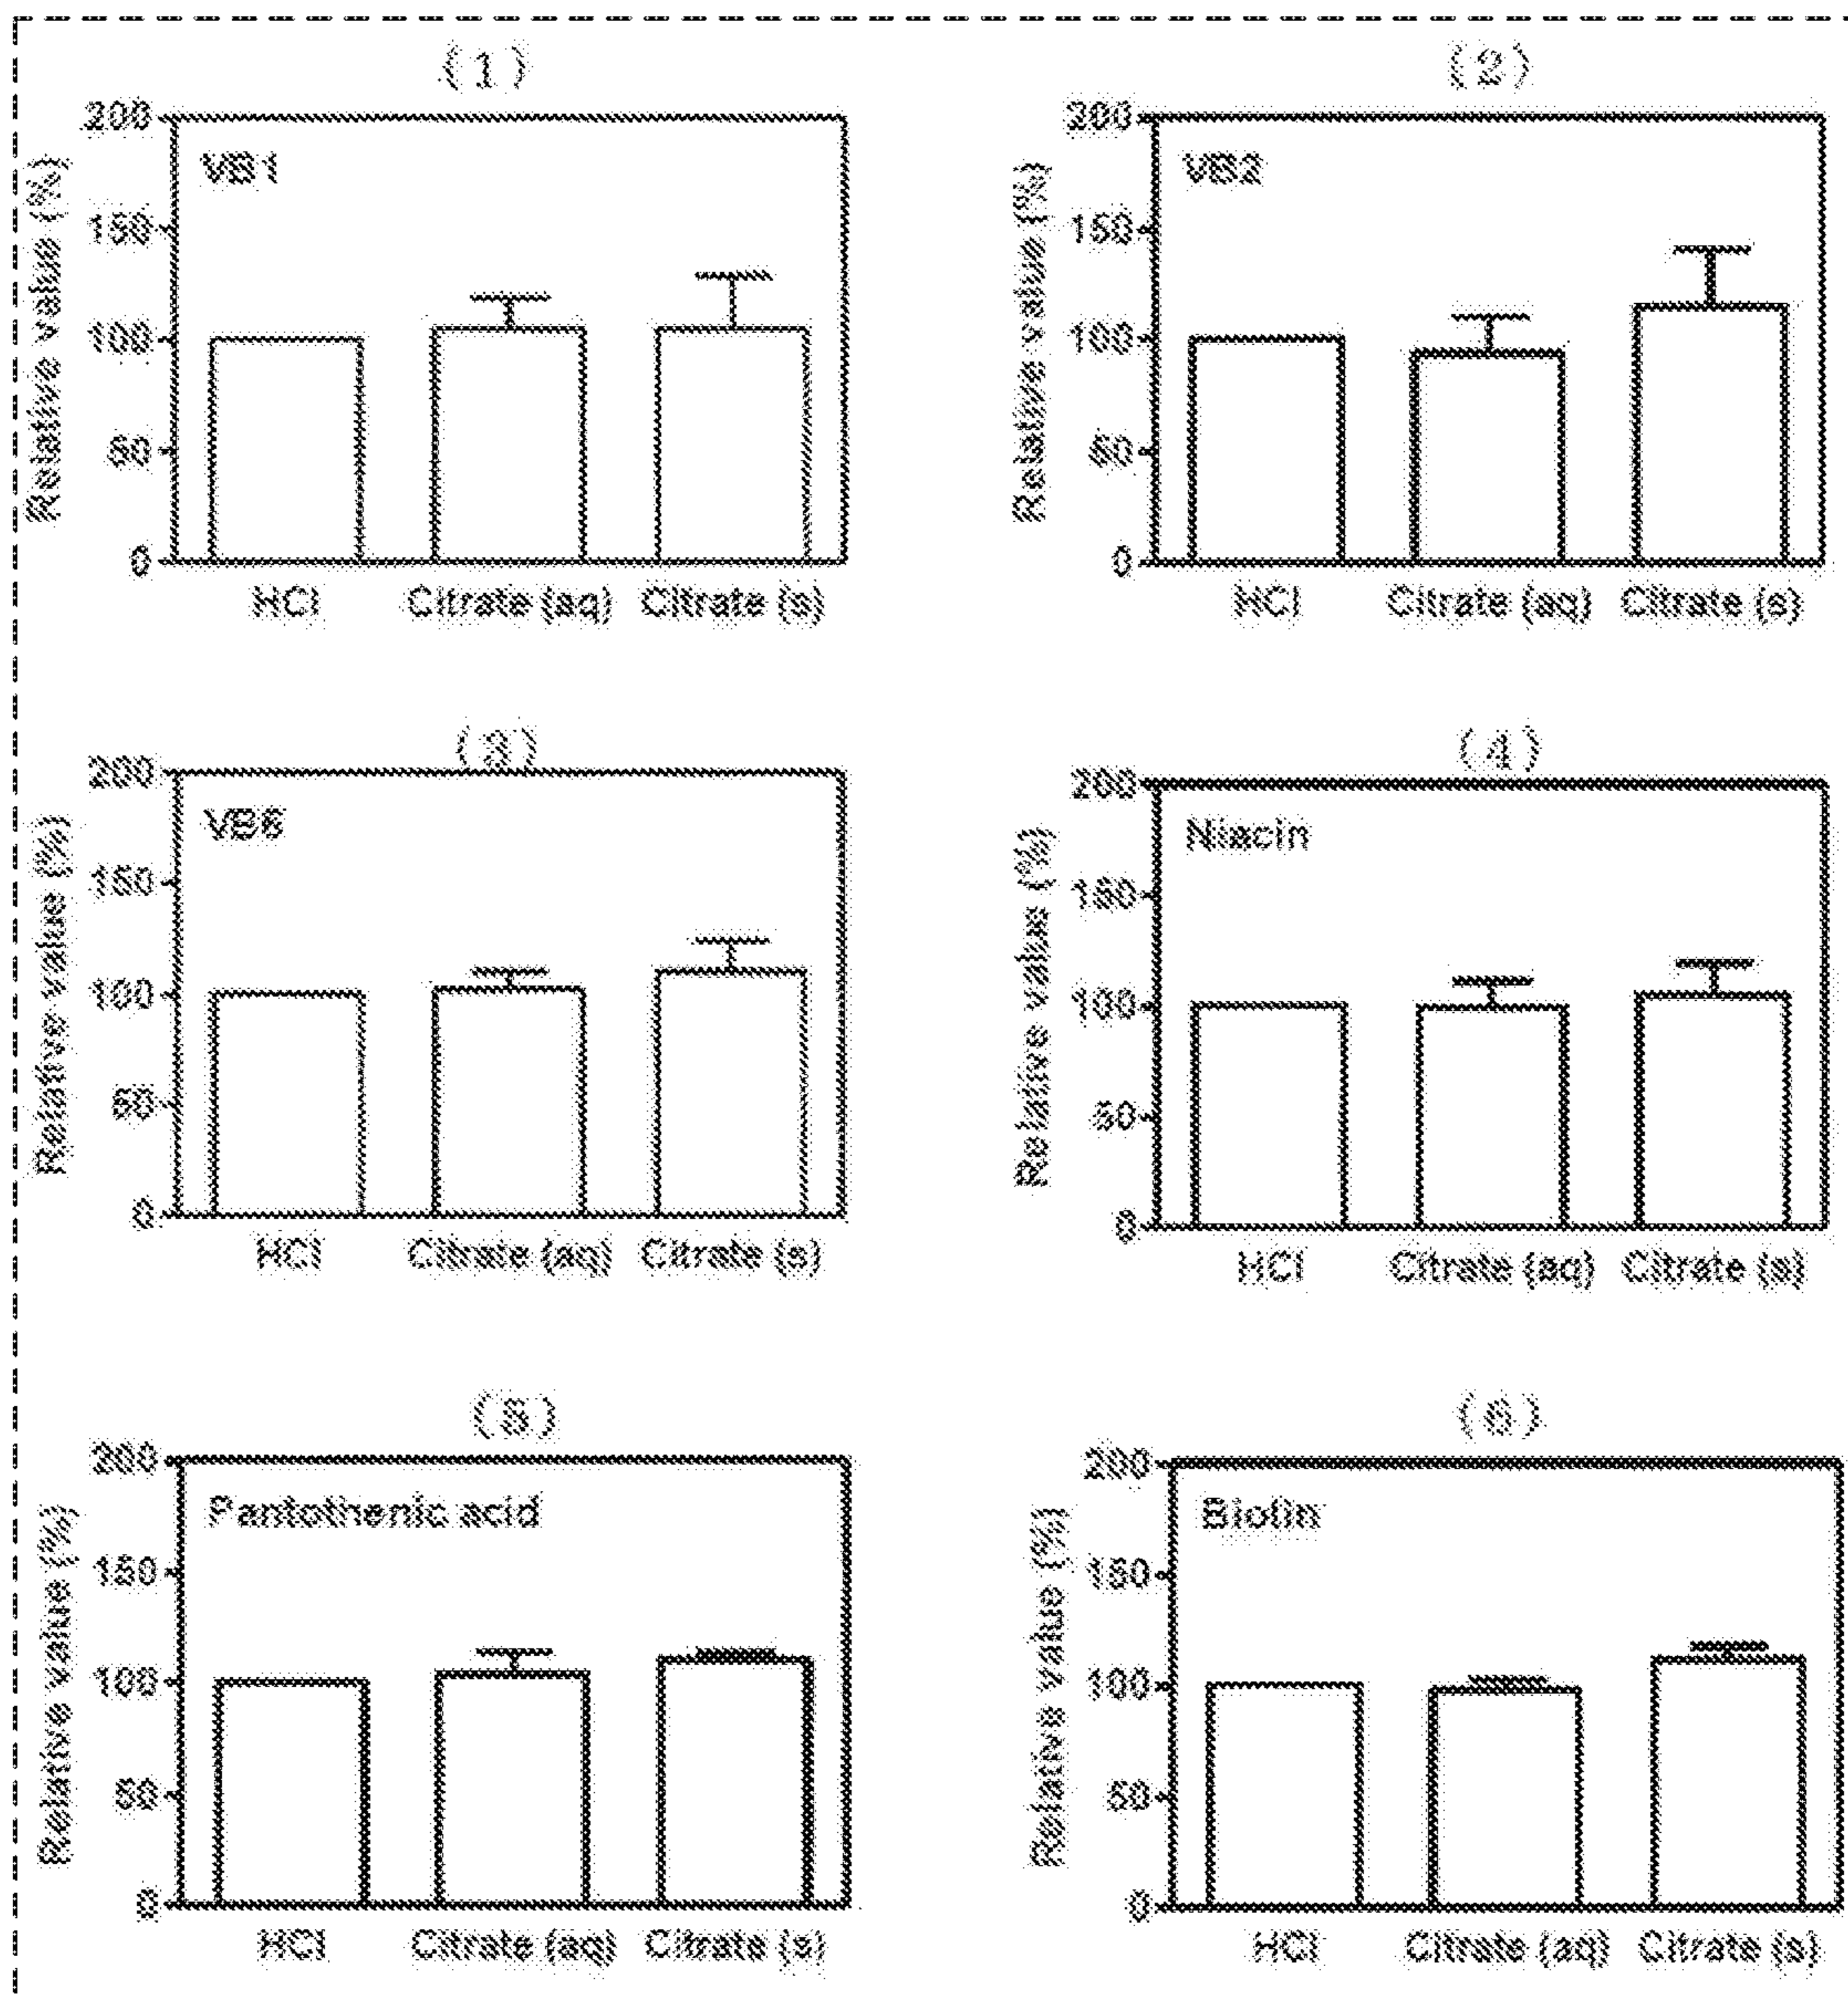 (1)
200
VB1
150
100
50
0
Relative value (%)
HCl Citrate (aq) Citrate (s)
(2)
200
VB2
150
100
50
0
Relative value (%)
HCl Citrate (aq) Citrate (s)
(3)
200
VB6
150
100
50
0
Relative value (%)
HCl Citrate (aq) Citrate (s)
(4)
200
Niacin
150
100
50
0
Relative value (%)
HCl Citrate (aq) Citrate (s)
(5)
200
Pantothenic acid
150
100
50
0
Relative value (%)
HCl Citrate (aq) Citrate (s)
(6)
200
Biotin
150
100
50
0
Relative value (%)
HCl Citrate (aq) Citrate (s)